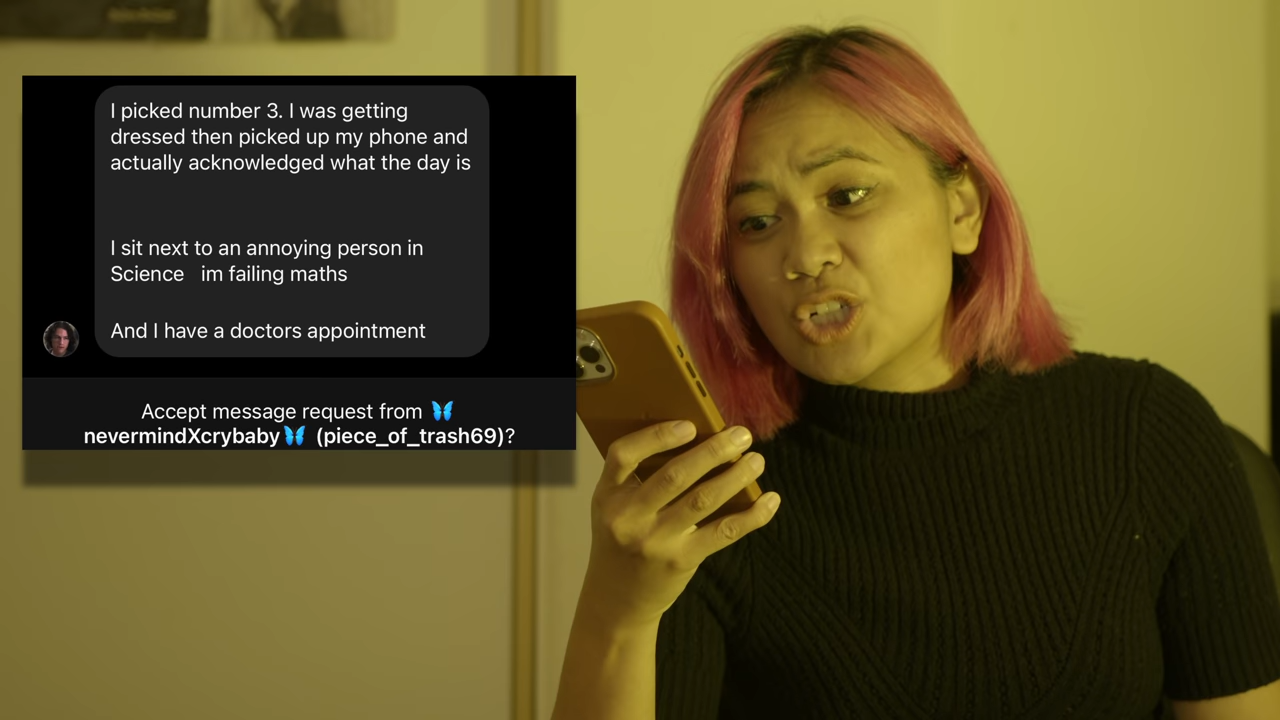 I picked number 3. I was getting
dressed then picked up my phone and
actually acknowledged what the day is
I sit next to an annoying person in
Science   im failing maths
And I have a doctors appointment
Accept message request from 🦋
nevermindXcrybaby🦋 (piece_of_trash69)?